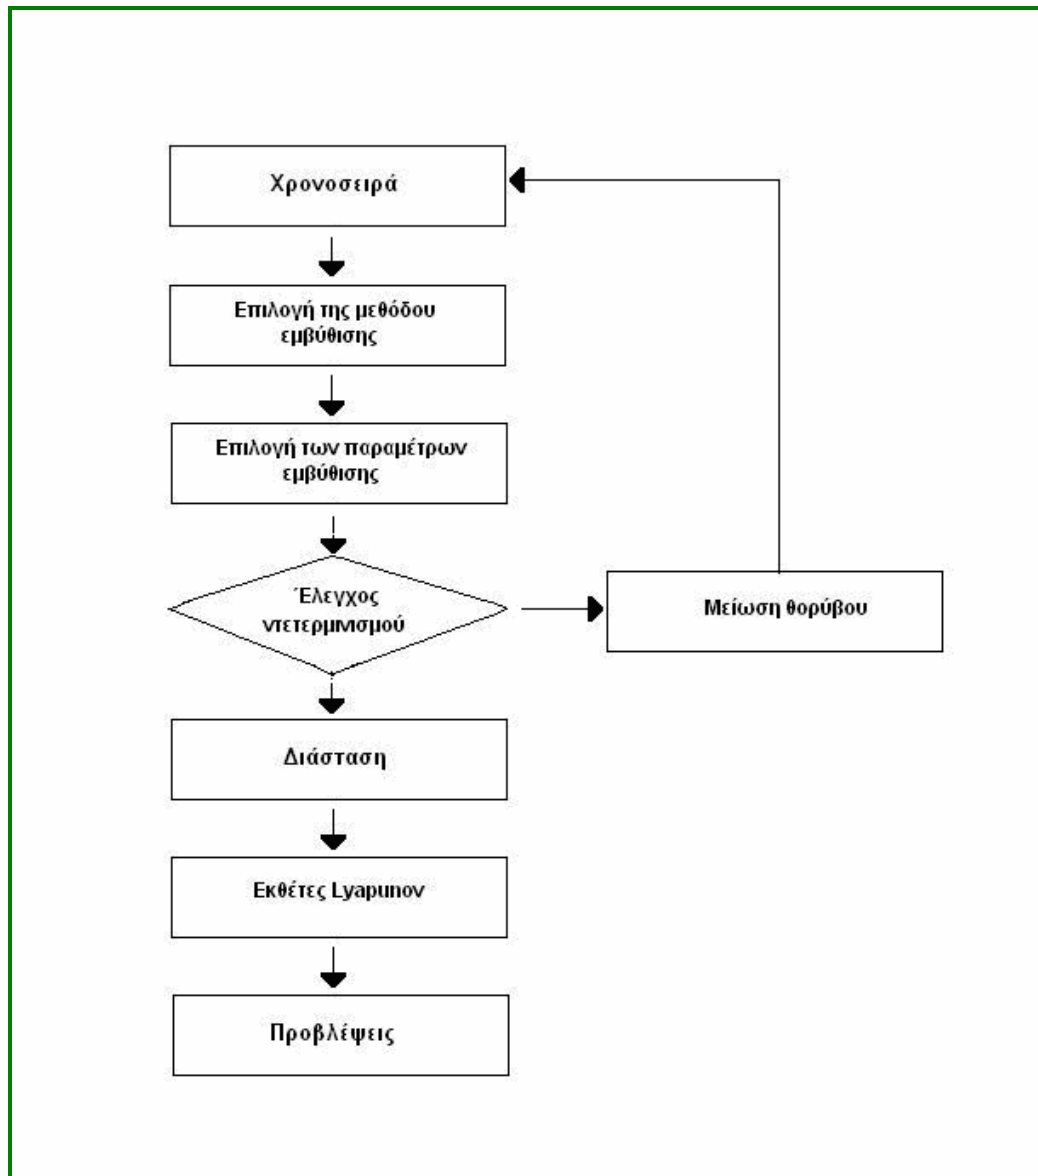 Χρονοσειρά
Επιλογή της μεθόδου
εμβύθισης
Επιλογή των παραμέτρων
εμβύθισης
Έλεγχος
ντετερμινισμού
Μείωση θορύβου
Διάσταση
Εκθέτες Lyapunov
Προβλέψεις